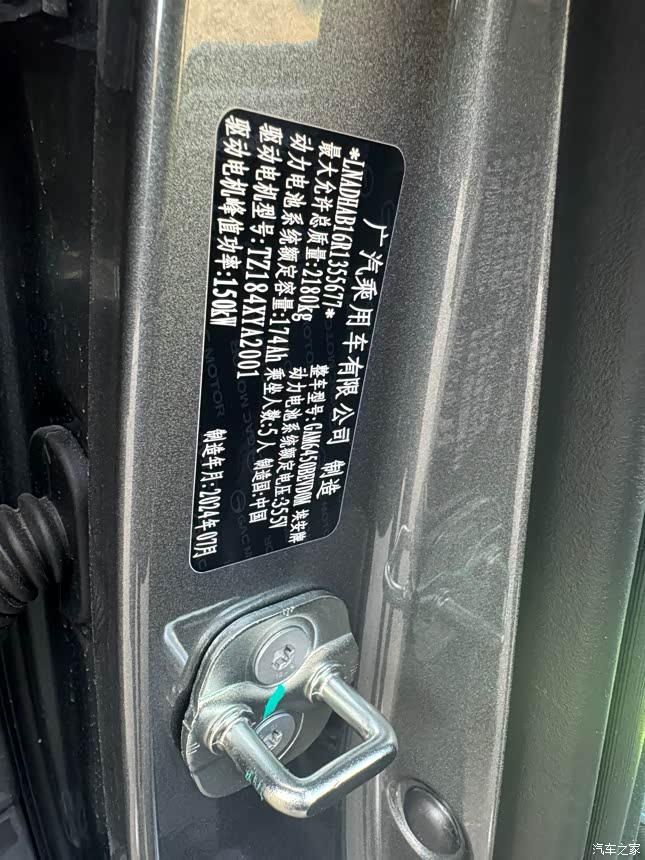 广汽乘用车有限公司 制造
*LNADHAB16R1355677*
整车型号:GAM6450BEVD0M 埃安牌
最大允许总质量:2180kg
动力电池系统额定电压:355V
动力电池系统额定容量:174Ah
乘坐人数:5人 制造国:中国
驱动电机型号:TZ184XYA2001
驱动电机峰值功率:150kW
制造年月:2024年07月
MOTOR
汽车之家